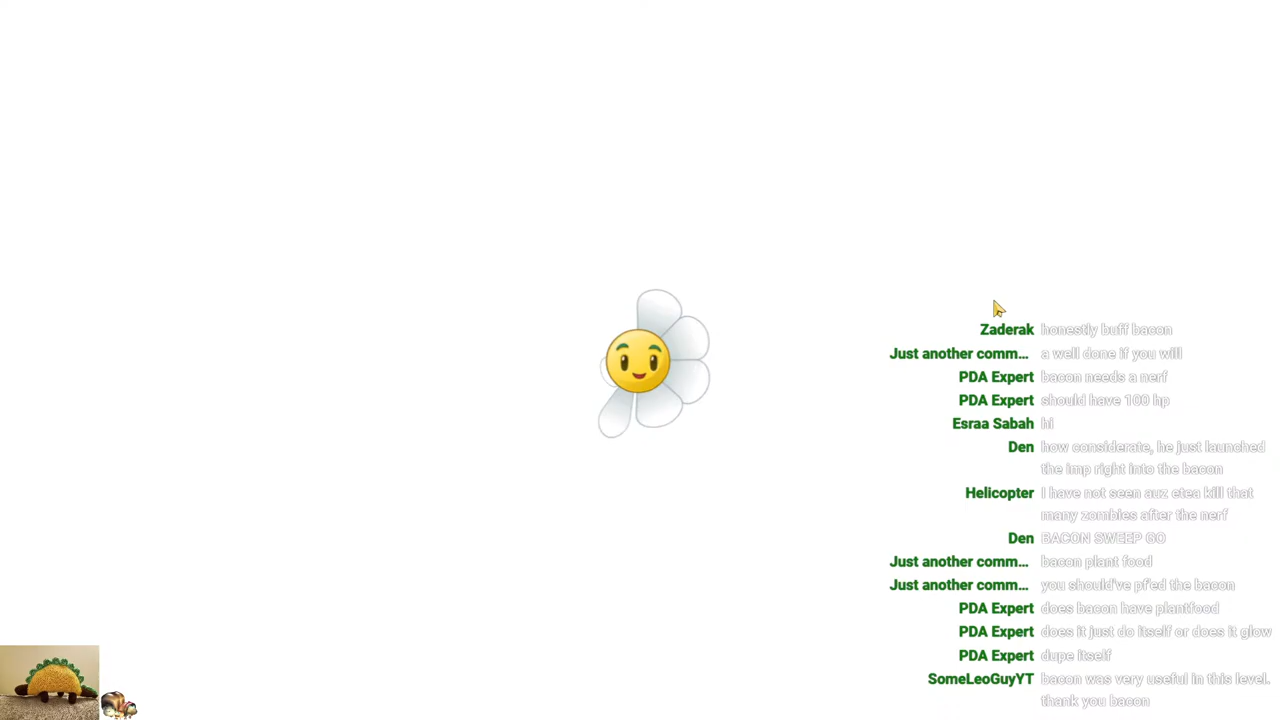 Zaderak honestly buff bacon
Just another comm... a well done if you will
PDA Expert bacon needs a nerf
PDA Expert should have 100 hp
Esraa Sabah hi
Den how considerate, he just launched
the imp right into the bacon
Helicopter I have not seen auz etea kill that
many zombies after the nerf
Den BACON SWEEP GO
Just another comm... bacon plant food
Just another comm... you should've pf'ed the bacon
PDA Expert does bacon have plantfood
PDA Expert does it just do itself or does it glow
PDA Expert dupe itself
SomeLeoGuyYT bacon was very useful in this level.
thank you bacon